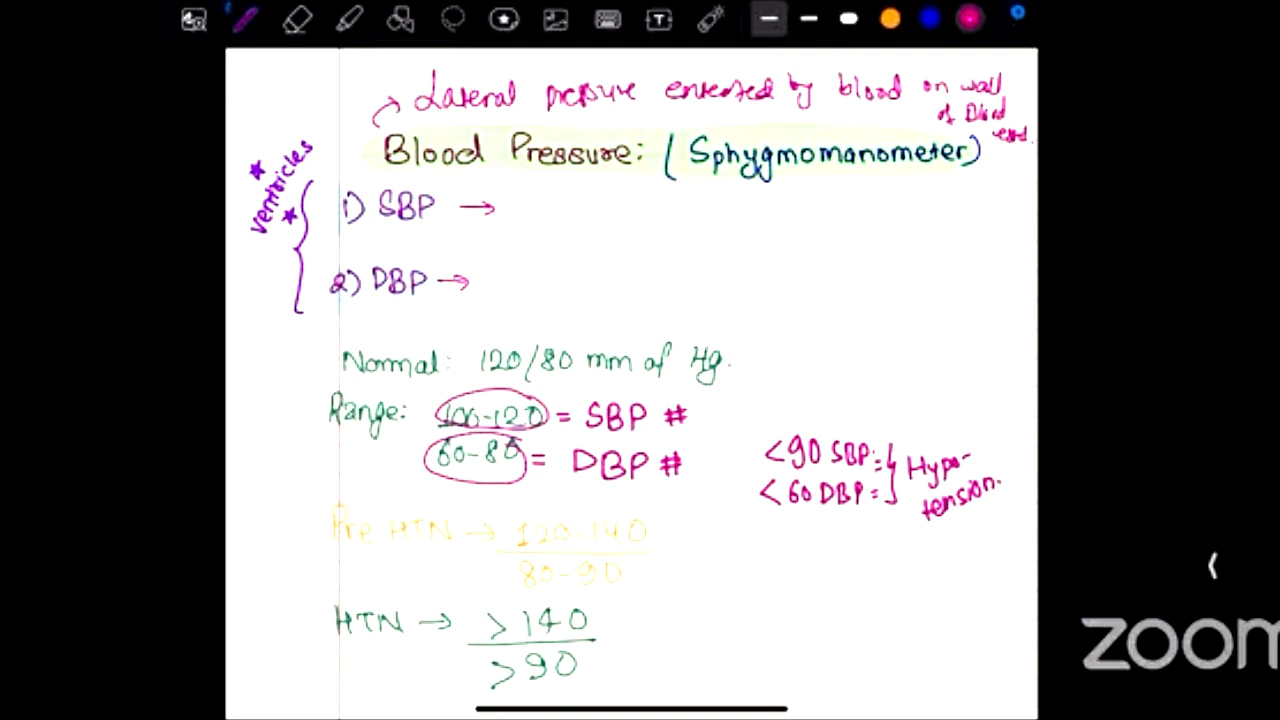 Lateral pressure exerted by blood on wall
of Blood
Blood Pressure: (Sphygmomanometer)
ventricles
1) SBP →
2) DBP →
Normal: 120/80 mm of Hg.
Range: 100-120 = SBP #
60-80 = DBP #
<90 SBP =
<60 DBP =
Hypo-
tension.
Pre HTN → 120-140
80-90
HTN → >140
>90
zoom